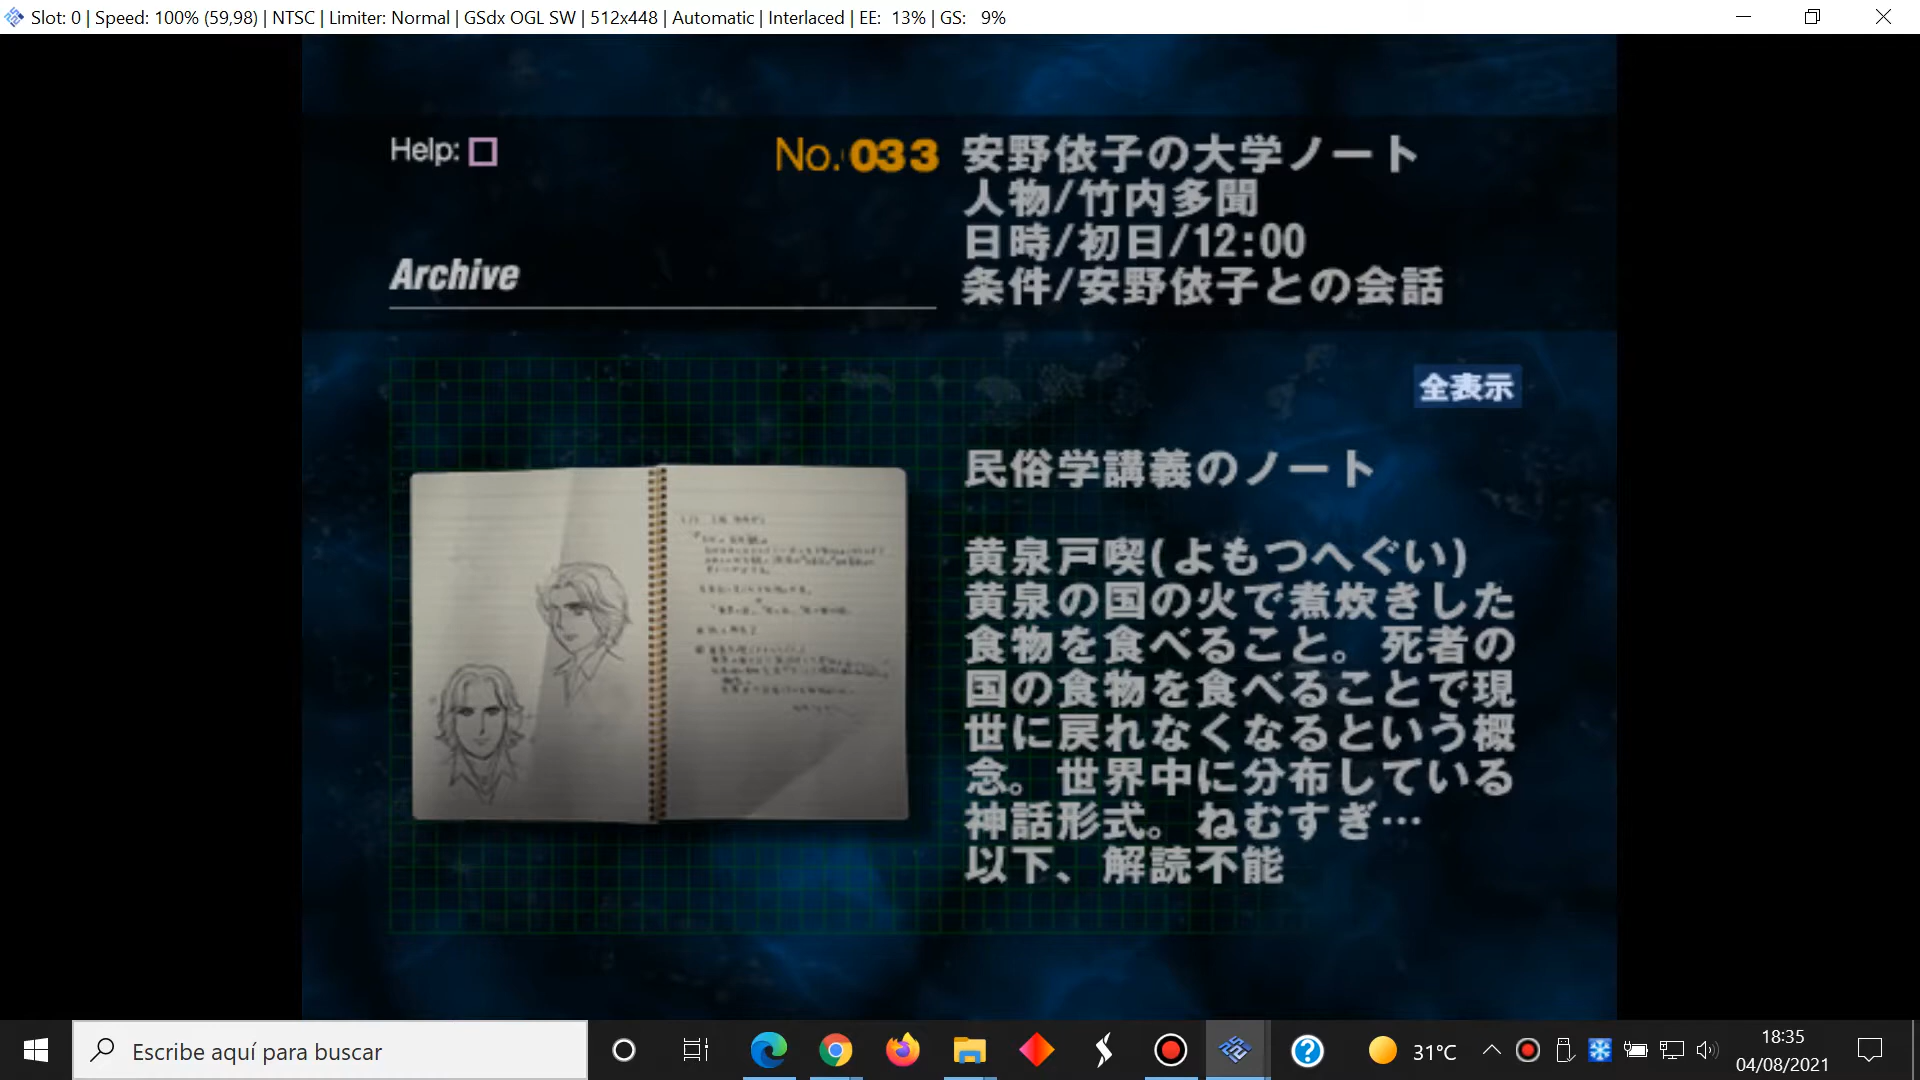 Slot: 0 | Speed: 100% (59,98) | NTSC | Limiter: Normal | GSdx OGL SW | 512x448 | Automatic | Interlaced | EE: 13% | GS: 9%
Help: □
No. 033
安野依子の大学ノート
人物/竹内多聞
日時/初日/12:00
条件/安野依子との会話
Archive
全表示
民俗学講義のノート
黄泉戸喫(よもつへぐい)
黄泉の国の火で煮炊きした
食物を食べること。死者の
国の食物を食べることで現
世に戻れなくなるという概
念。世界中に分布している
神話形式。ねむすぎ…
以下、解読不能
Escribe aquí para buscar
31°C
18:35
04/08/2021